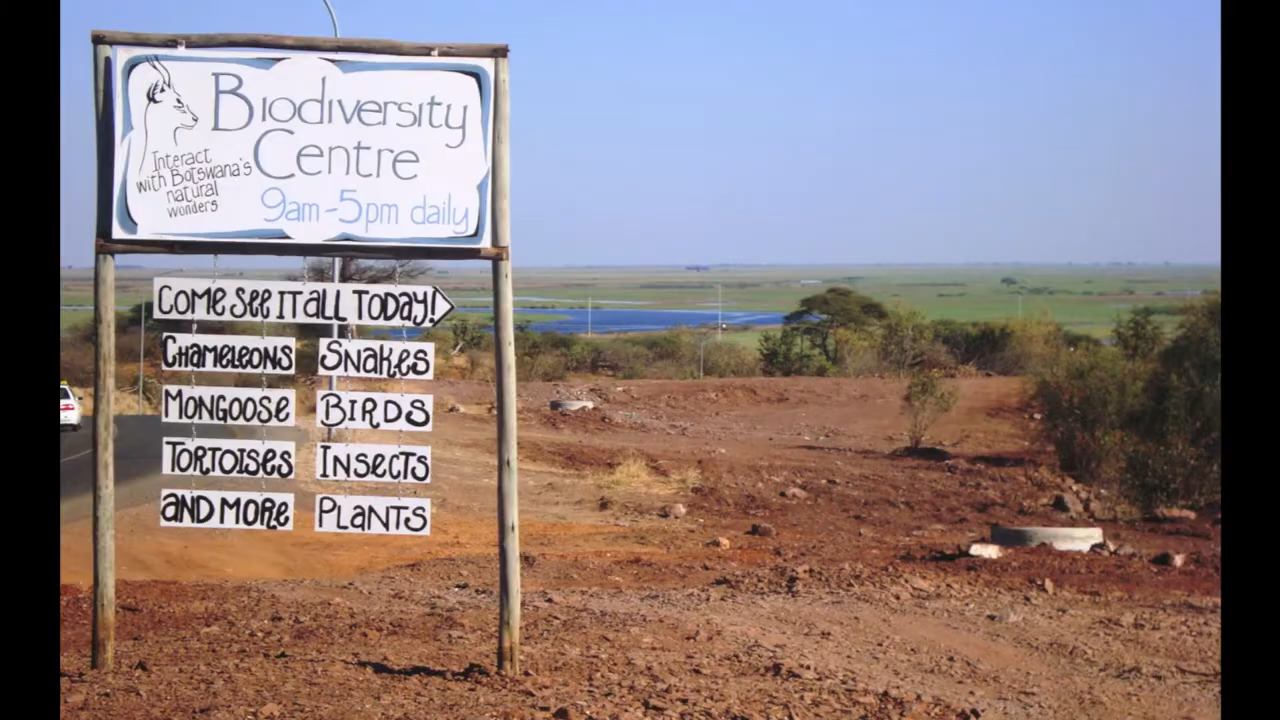 Biodiversity
Centre
Interact
with Botswana's
natural
wonders
9am-5pm daily
COME SEE IT ALL TODAY!
CHAMELEONS
SNAKES
MONGOOSE
BIRDS
TORTOISES
INSECTS
AND MORE
PLANTS